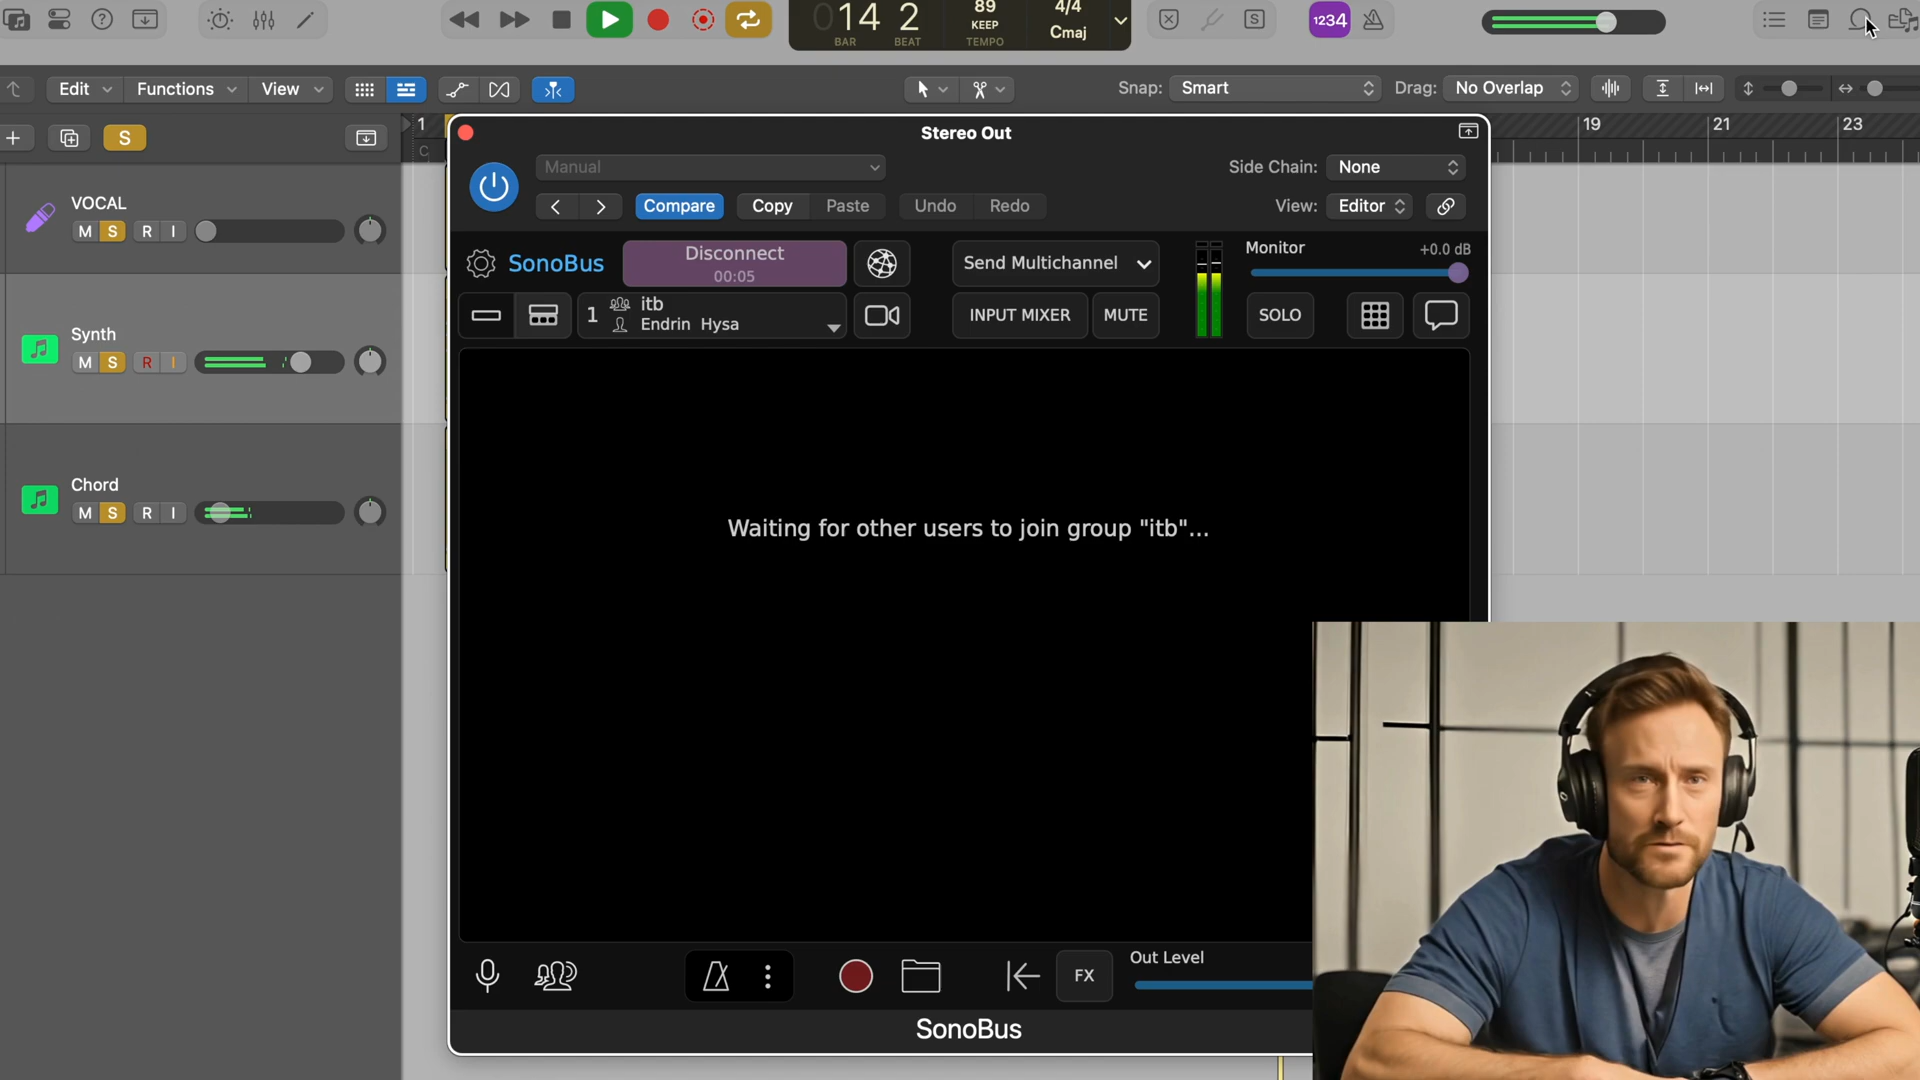 14 2
BAR BEAT
89
KEEP
TEMPO
4/4
Cmaj
S
1234
Edit Functions View
Snap: Smart Drag: No Overlap
S
1
C
19 21 23
Stereo Out
Manual
Side Chain: None
Compare Copy Paste Undo Redo
View: Editor
VOCAL
M S R I
Synth
M S R I
Chord
M S R I
SonoBus
Disconnect
00:05
Send Multichannel
Monitor +0.0 dB
1 itb
Endrin Hysa
INPUT MIXER MUTE SOLO
Waiting for other users to join group "itb"...
FX
Out Level
SonoBus